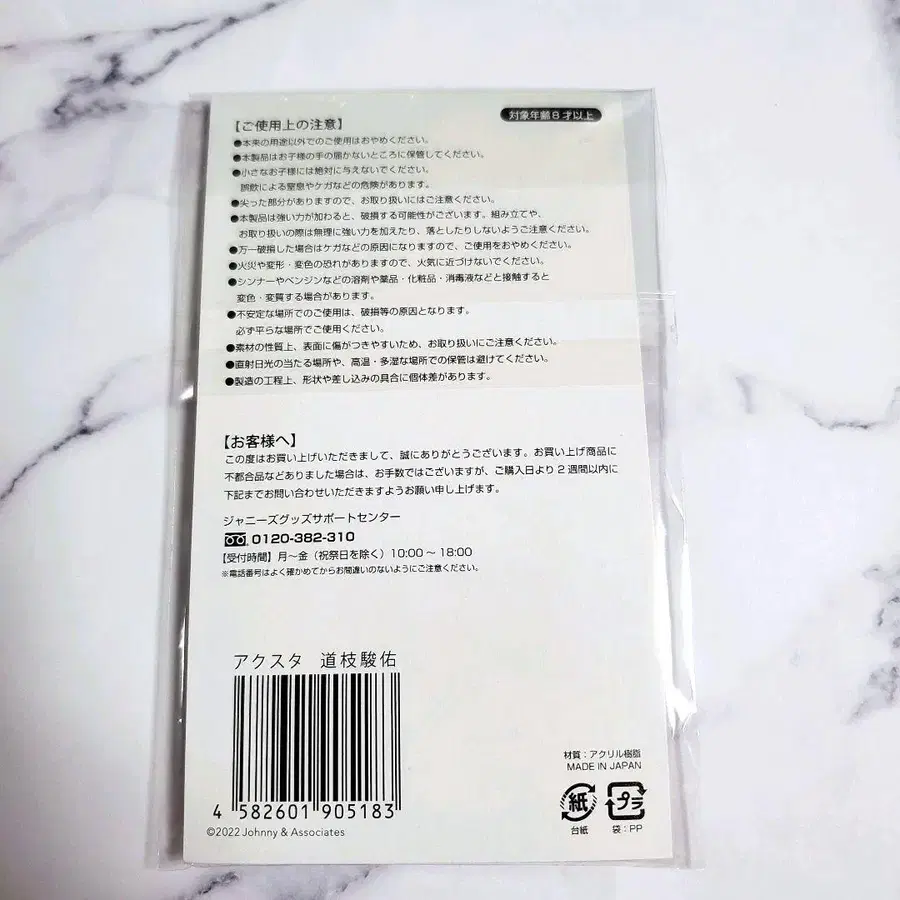 対象年齢8才以上
【ご使用上の注意】
●本来の用途以外でのご使用はおやめください。
●本製品はお子様の手の届かないところに保管してください。
●小さなお子様には絶対に与えないでください。
誤飲による窒息やケガなどの危険があります。
●尖った部分がありますので、お取り扱いにはご注意ください。
●本製品は強い力が加わると、破損する可能性がございます。組み立てや、
お取り扱いの際は無理に強い力を加えたり、落としたりしないようご注意ください。
●万一破損した場合はケガなどの原因になりますので、ご使用をおやめください。
●火災や変形・変色の恐れがありますので、火気に近づけないでください。
●シンナーやベンジンなどの溶剤や薬品・化粧品・消毒液などと接触すると
変色・変質する場合があります。
●不安定な場所でのご使用は、破損等の原因となります。
必ず平らな場所でご使用ください。
●素材の性質上、表面に傷がつきやすいため、お取り扱いにご注意ください。
●直射日光の当たる場所や、高温・多湿な場所での保管は避けてください。
●製造の工程上、形状や差し込みの具合に個体差があります。
【お客様へ】
この度はお買い上げいただきまして、誠にありがとうございます。お買い上げ商品に
不都合品などありました場合は、お手数ではございますが、ご購入日より2週間以内に
下記までお問い合わせいただきますようお願い申し上げます。
ジャニーズグッズサポートセンター
0120-382-310
【受付時間】月〜金（祝祭日を除く）10:00〜18:00
※電話番号はよく確かめてからお間違いのないようにご注意ください。
アクスタ 道枝駿佑
4 582601 905183
©2022 Johnny & Associates
材質：アクリル樹脂
MADE IN JAPAN
紙 プラ
台紙 袋：PP